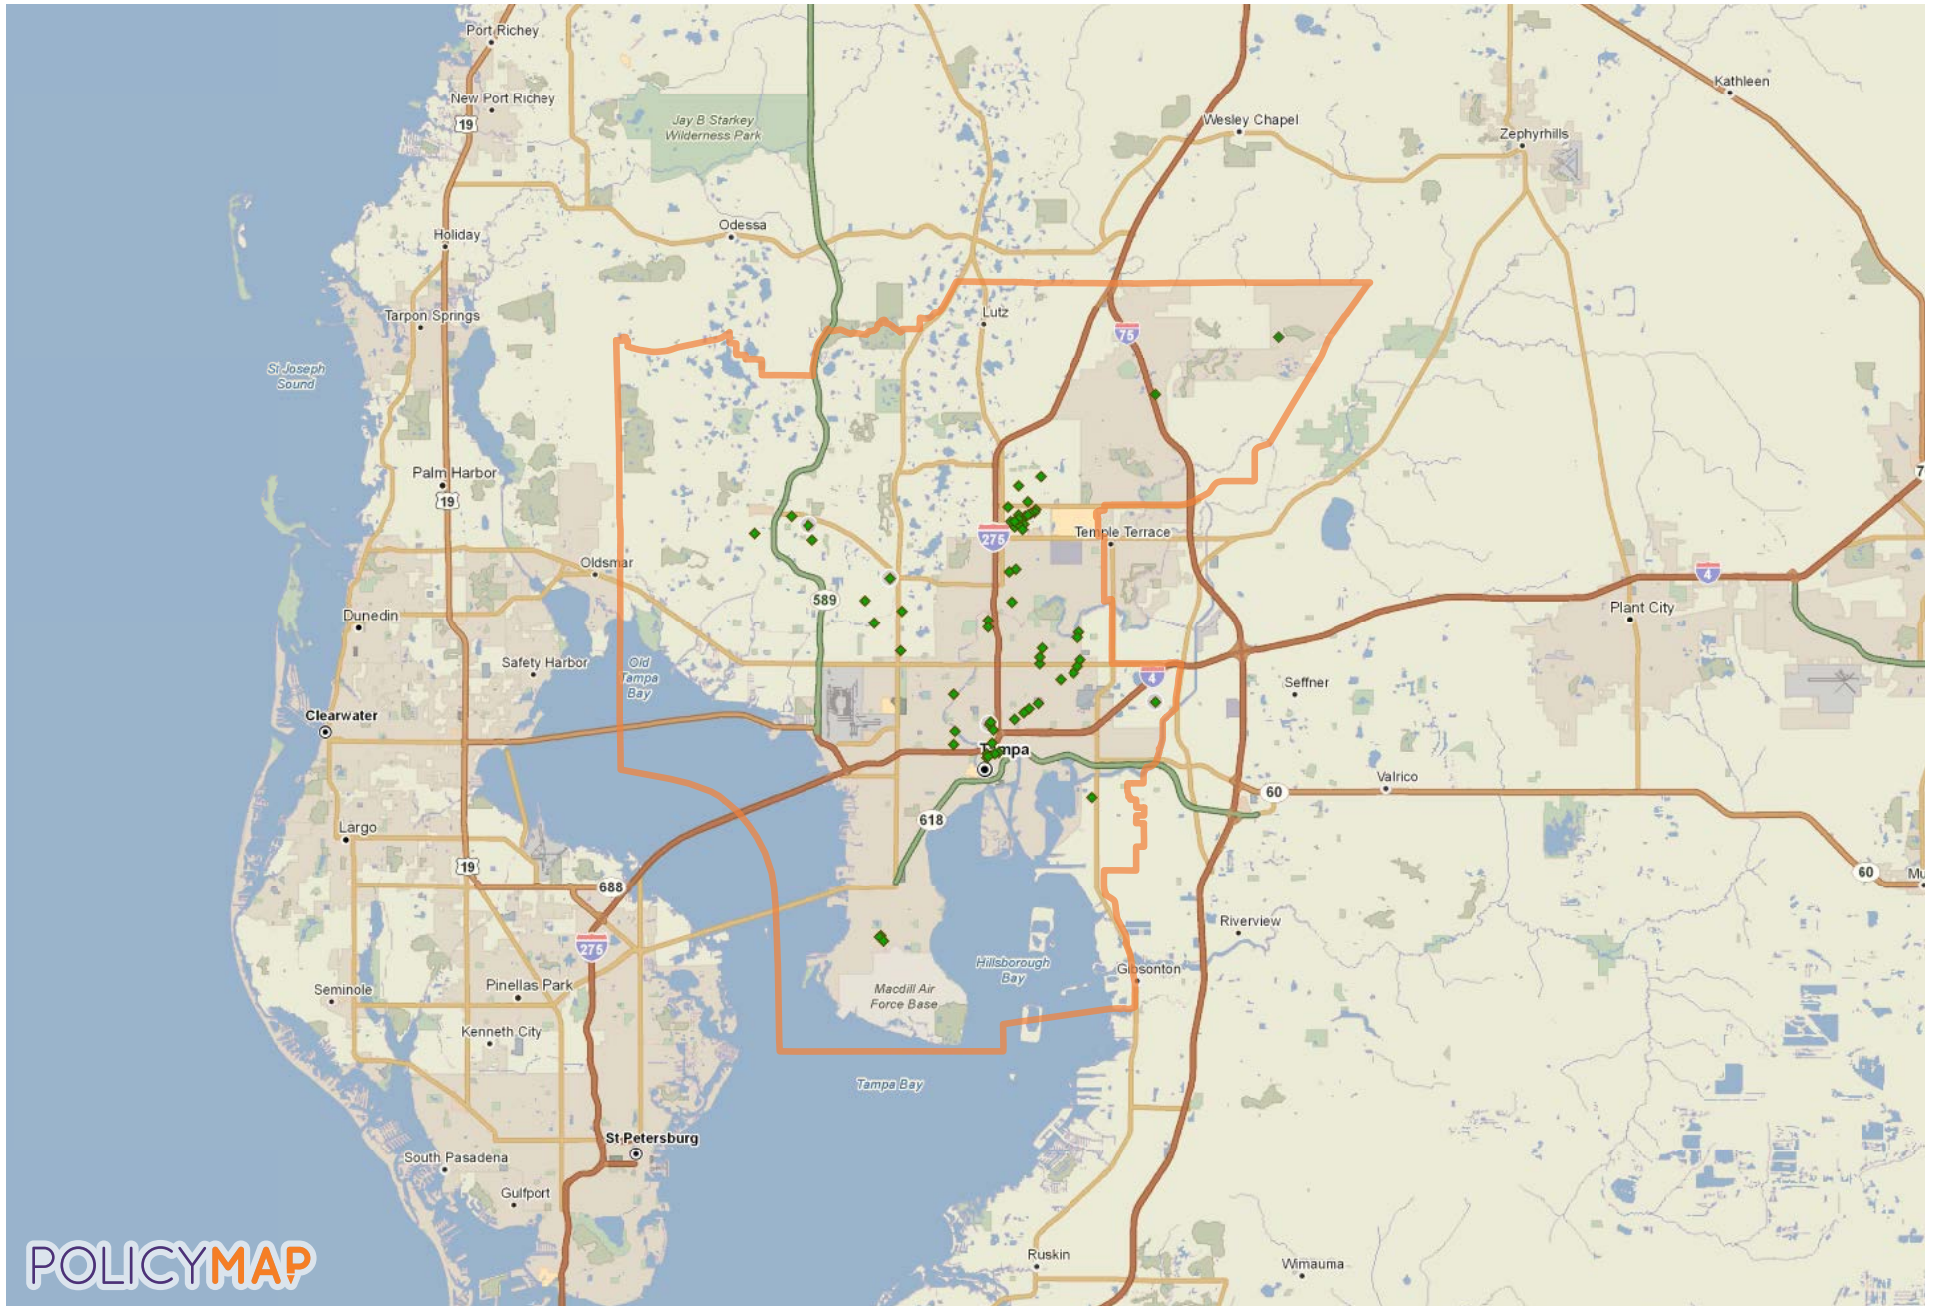 Port Richey
Kathleen
New Port Richey
19
Jay B Starkey
Wilderness Park
Wesley Chapel
Zephyrhills
Odessa
Holiday
Tarpon Springs
Lutz
75
St Joseph
Sound
Palm Harbor
19
7
275
Temple Terrace
Oldsmar
4
589
Plant City
Dunedin
Safety Harbor
Old
Tampa
Bay
4
Seffner
Clearwater
Tampa
Valrico
60
618
Largo
19
688
60
Mu
275
Riverview
Hillsborough
Bay
Gibsonton
Seminole
Pinellas Park
Macdill Air
Force Base
Kenneth City
Tampa Bay
St Petersburg
South Pasadena
Gulfport
POLICYMAP
Ruskin
Wimauma